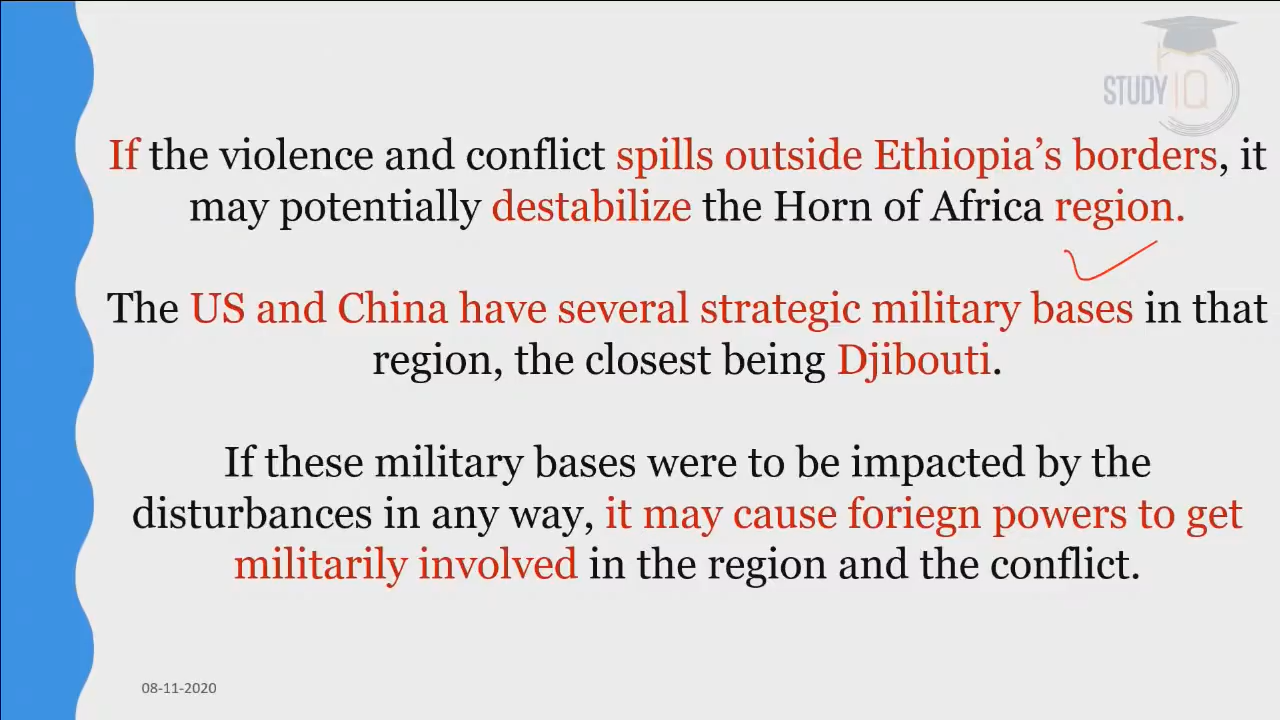 STUDY IQ
If the violence and conflict spills outside Ethiopia’s borders, it
may potentially destabilize the Horn of Africa region.
The US and China have several strategic military bases in that
region, the closest being Djibouti.
If these military bases were to be impacted by the
disturbances in any way, it may cause foriegn powers to get
militarily involved in the region and the conflict.
08-11-2020